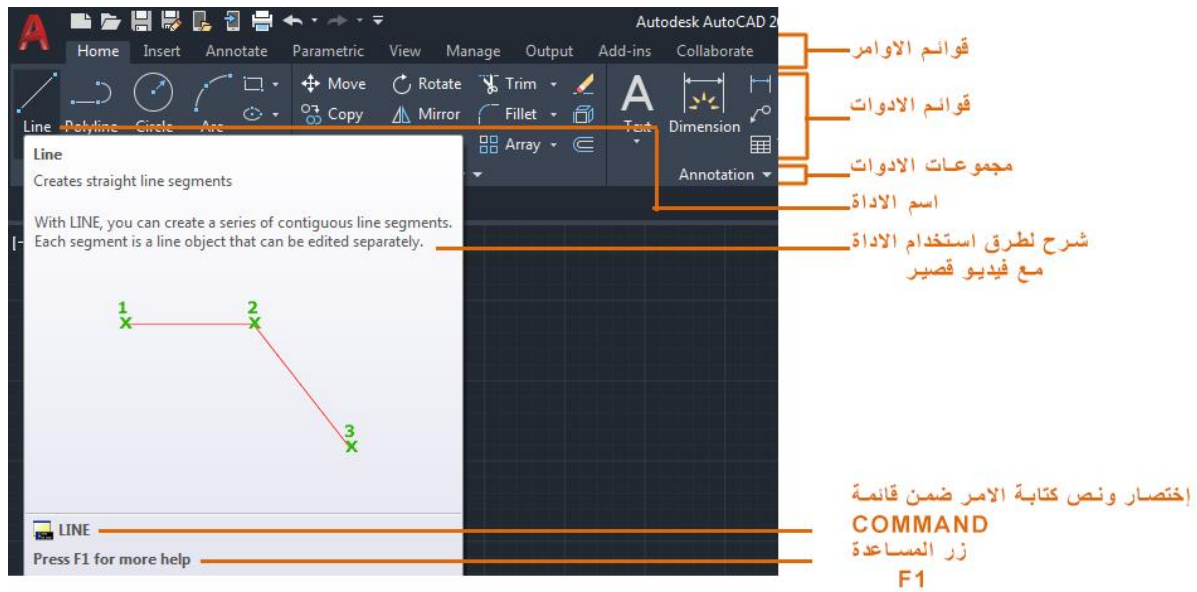 Autodesk AutoCAD 2
Home Insert Annotate Parametric View Manage Output Add-ins Collaborate
قوائم الاوامر
Move Rotate Trim
قوائم الادوات
Copy Mirror Fillet
Line Polyline Circle Arc Text Dimension
Array
Annotation
مجموعات الادوات
اسم الاداة
Line
Creates straight line segments
With LINE, you can create a series of contiguous line segments.
Each segment is a line object that can be edited separately.
شرح لطرق استخدام الاداة
مع فيديو قصير
1 2
3
إختصار ونص كتابة الامر ضمن قائمة
COMMAND
LINE
زر المساعدة
F1
Press F1 for more help